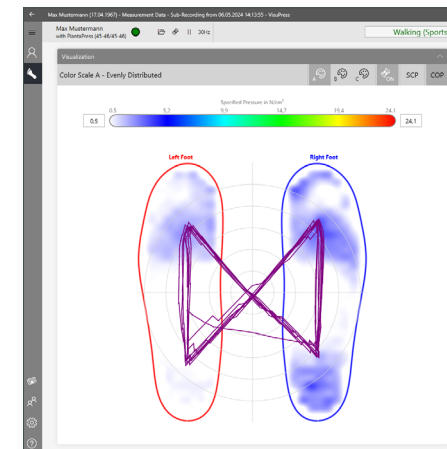 Max Mustermann (17.04.1967) - Measurement Data - Sub-Recording from 06.05.2024 14:13:55 - VisuPress
Max Mustermann
with PlantsPress (45-46/45-46)
30Hz
Walking (Sports
Visualization
Color Scale A - Evenly Distributed
A
B
C
ON
SCP
COP
Specified Pressure in N/cm²
0,5 5,2 9,9 14,7 19,4 24,1
0,5
24,1
Left Foot
Right Foot